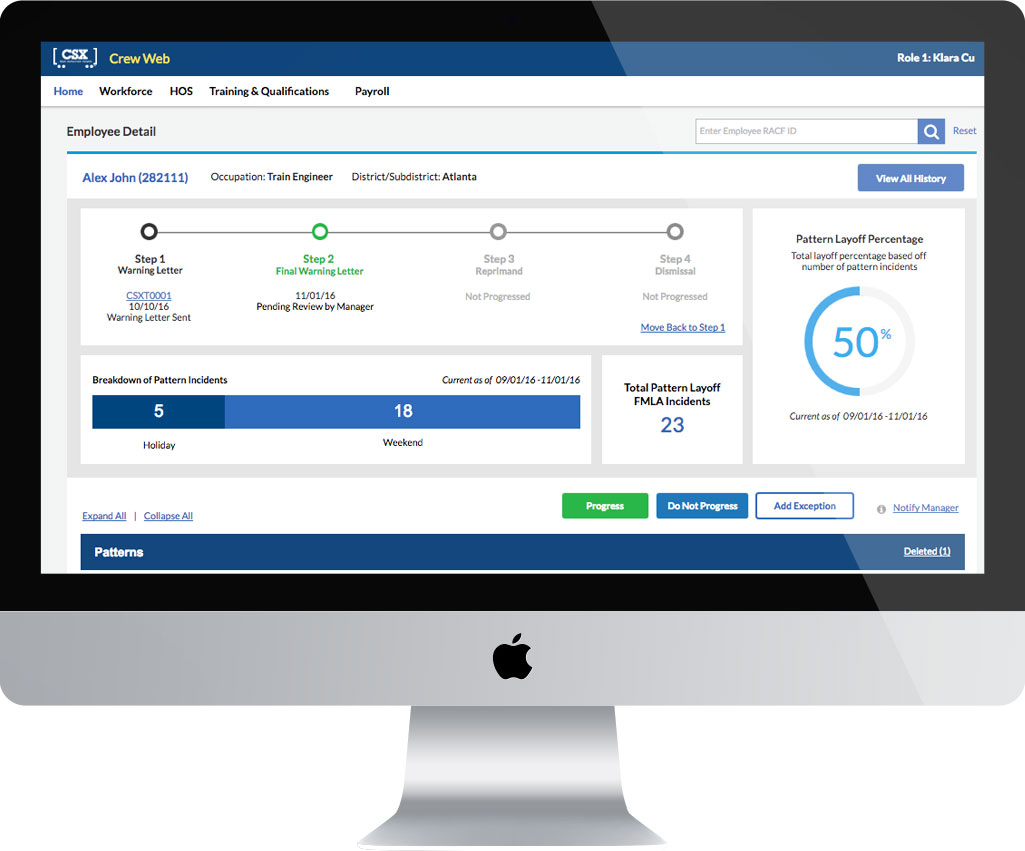 CSX
Crew Web
Role 1: Klara Cu
Home Workforce HOS Training & Qualifications Payroll
Employee Detail
Enter Employee RACF ID
Reset
Alex John (282111)
Occupation: Train Engineer
District/Subdistrict: Atlanta
View All History
Step 1
Warning Letter
CSXT0001
10/10/16
Warning Letter Sent
Step 2
Final Warning Letter
11/01/16
Pending Review by Manager
Step 3
Reprimand
Not Progressed
Step 4
Dismissal
Not Progressed
Move Back to Step 1
Pattern Layoff Percentage
Total layoff percentage based off
number of pattern incidents
50%
Current as of 09/01/16 -11/01/16
Breakdown of Pattern Incidents
Current as of 09/01/16 -11/01/16
5
18
Holiday
Weekend
Total Pattern Layoff
FMLA Incidents
23
Expand All | Collapse All
Progress
Do Not Progress
Add Exception
Notify Manager
Patterns
Deleted (1)